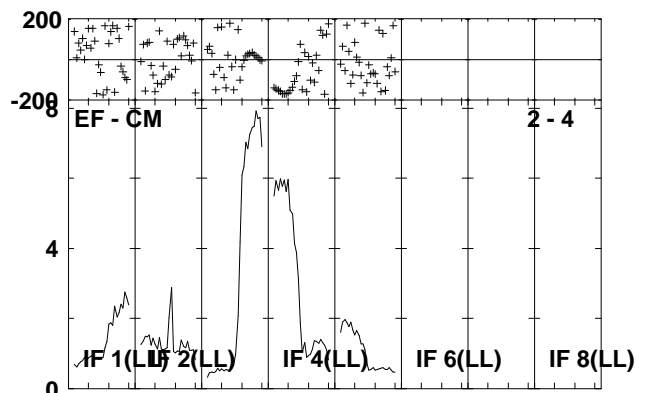 200
-200
8
EF - CM 2 - 4
4
0
IF 1(LL) IF 2(LL) IF 4(LL) IF 6(LL) IF 8(LL)